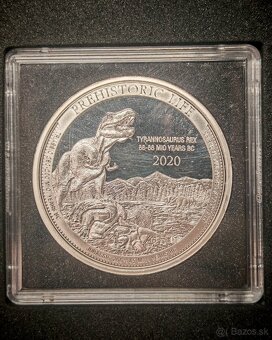 PREHISTORIC LIFE
TYRANNOSAURUS REX
68-66 MIO YEARS BC
2020
Bazos.sk